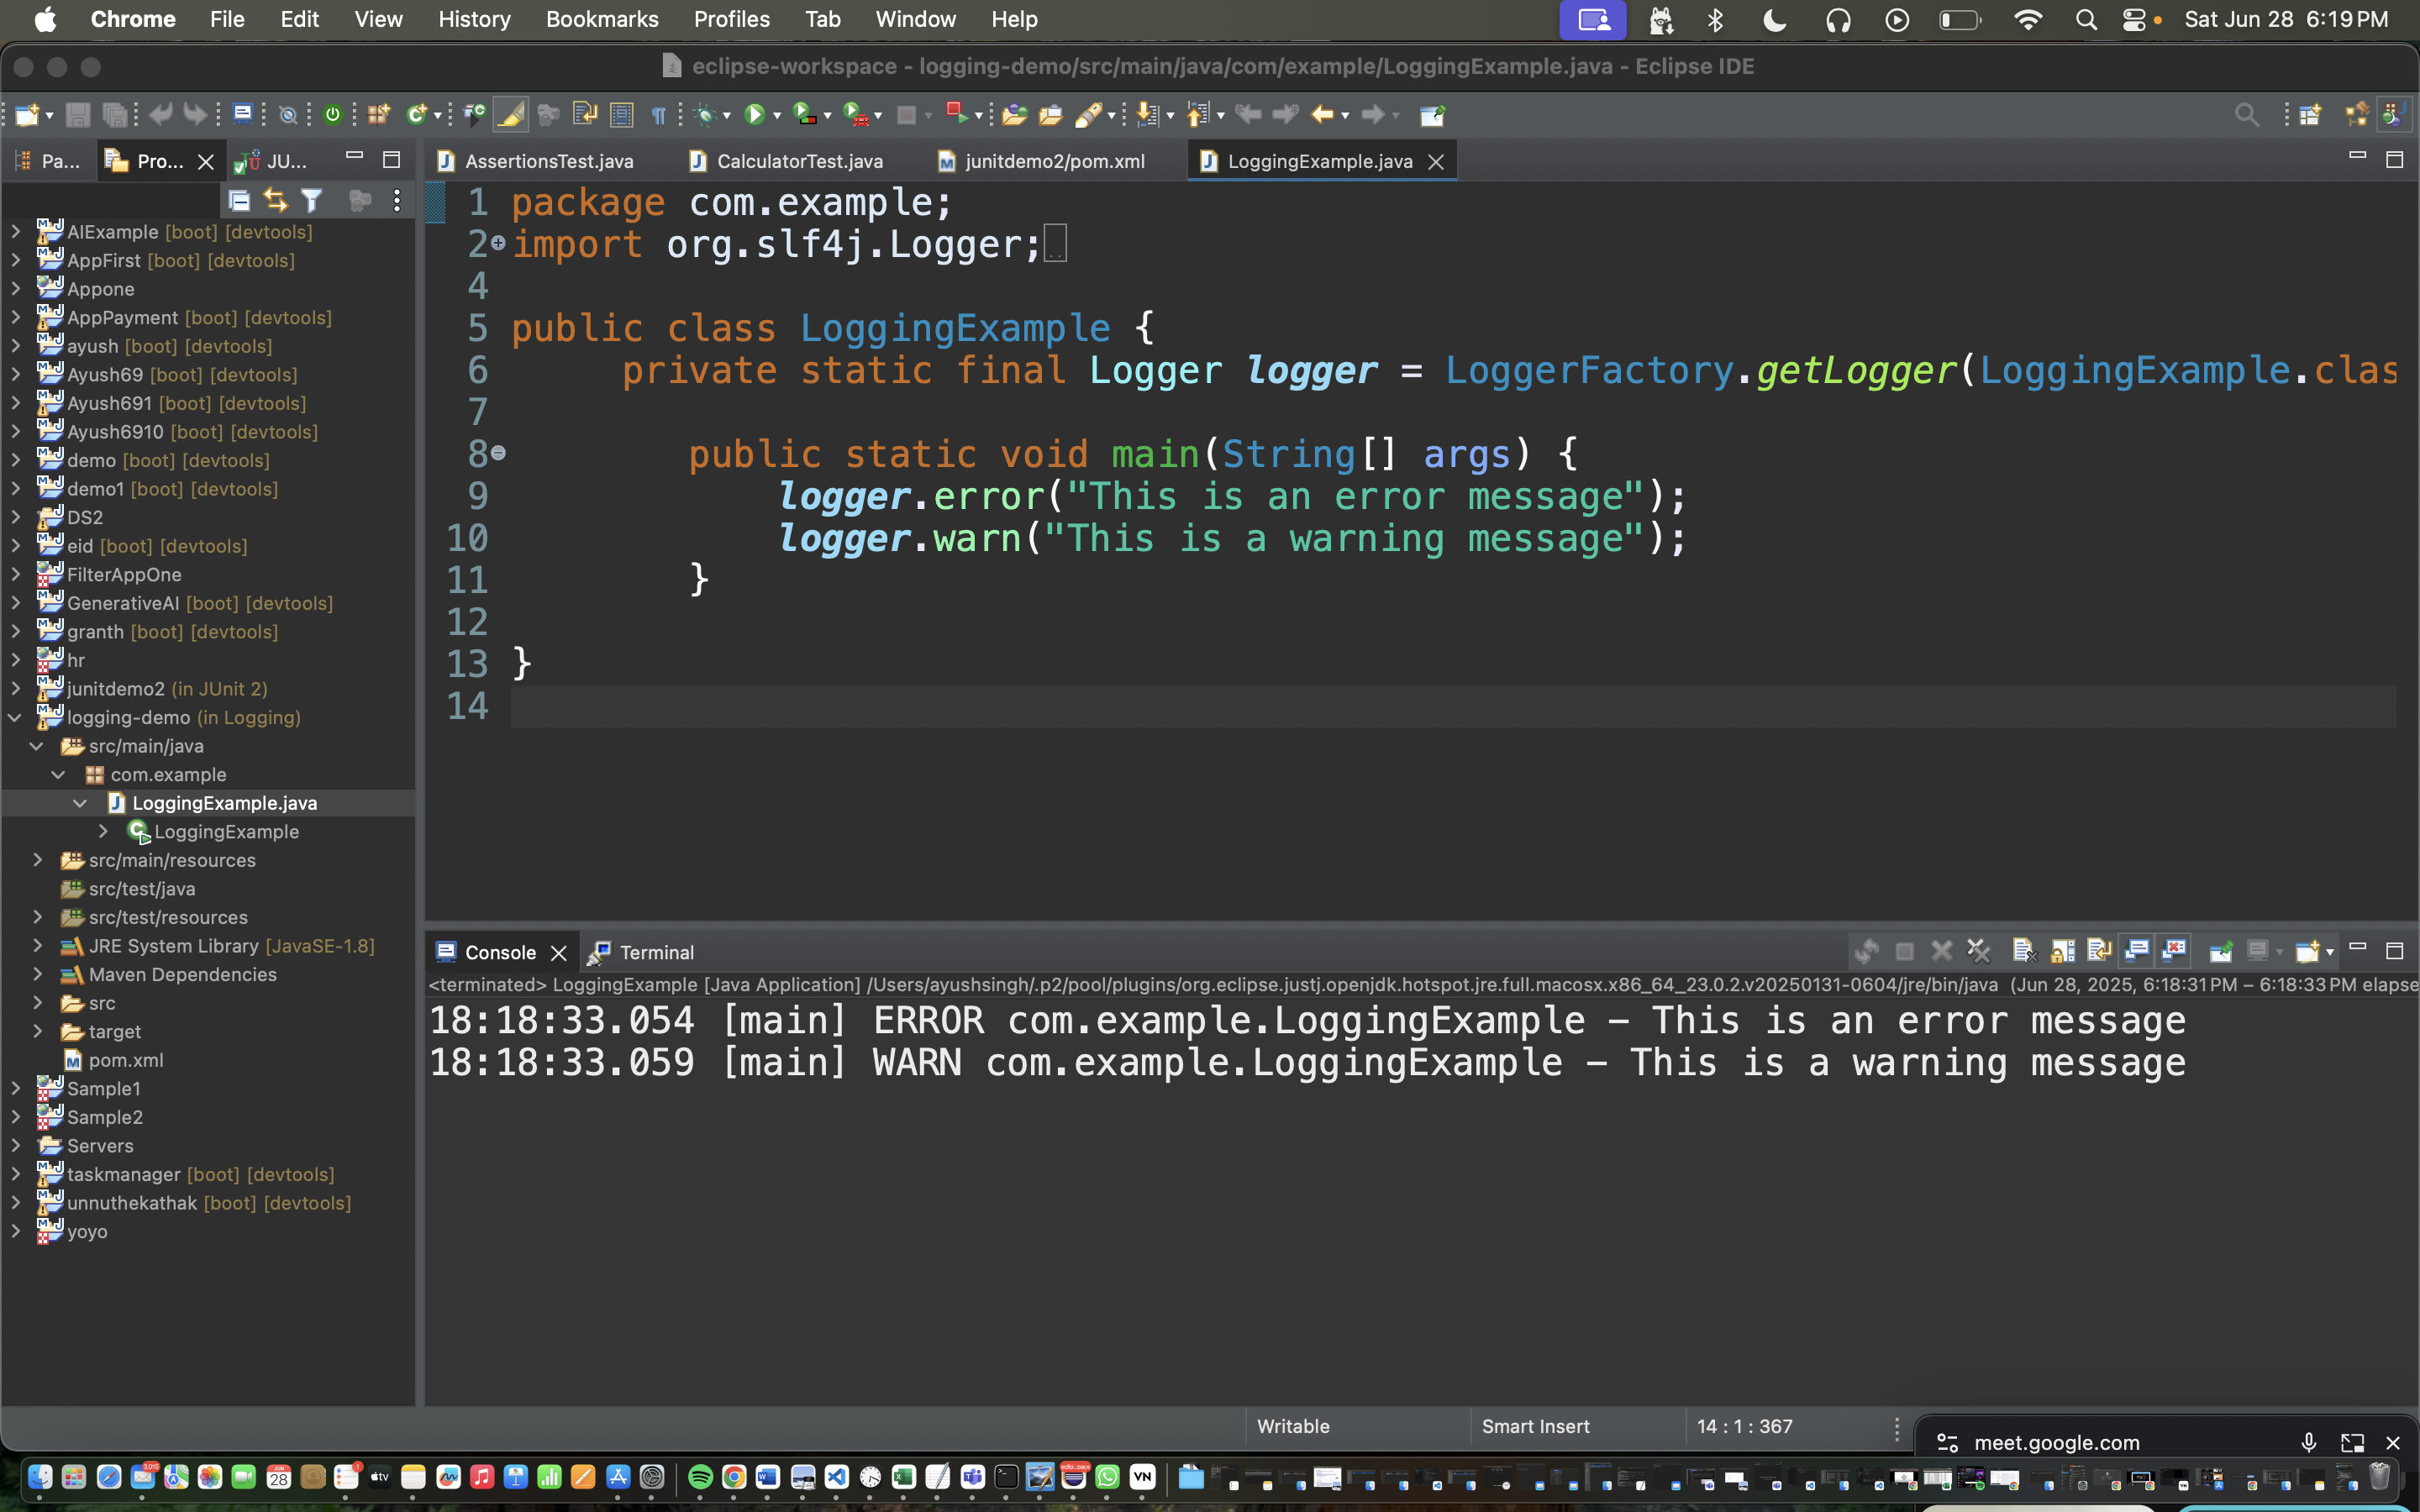 Chrome File Edit View History Bookmarks Profiles Tab Window Help Sat Jun 28 6:19 PM
eclipse-workspace - logging-demo/src/main/java/com/example/LoggingExample.java - Eclipse IDE
Pa... Pro... JU...
AssertionsTest.java CalculatorTest.java junitdemo2/pom.xml LoggingExample.java
AIExample [boot] [devtools]
AppFirst [boot] [devtools]
Appone
AppPayment [boot] [devtools]
ayush [boot] [devtools]
Ayush69 [boot] [devtools]
Ayush691 [boot] [devtools]
Ayush6910 [boot] [devtools]
demo [boot] [devtools]
demo1 [boot] [devtools]
DS2
eid [boot] [devtools]
FilterAppOne
GenerativeAI [boot] [devtools]
granth [boot] [devtools]
hr
junitdemo2 (in JUnit 2)
logging-demo (in Logging)
src/main/java
com.example
LoggingExample.java
LoggingExample
src/main/resources
src/test/java
src/test/resources
JRE System Library [JavaSE-1.8]
Maven Dependencies
src
target
pom.xml
Sample1
Sample2
Servers
taskmanager [boot] [devtools]
unnuthekathak [boot] [devtools]
yoyo
1 package com.example;
2 import org.slf4j.Logger;
4
5 public class LoggingExample {
6 private static final Logger logger = LoggerFactory.getLogger(LoggingExample.clas
7
8 public static void main(String[] args) {
9 logger.error("This is an error message");
10 logger.warn("This is a warning message");
11 }
12
13 }
14
Console Terminal
<terminated> LoggingExample [Java Application] /Users/ayushsingh/.p2/pool/plugins/org.eclipse.justj.openjdk.hotspot.jre.full.macosx.x86_64_23.0.2.v20250131-0604/jre/bin/java (Jun 28, 2025, 6:18:31 PM – 6:18:33 PM elapse
18:18:33.054 [main] ERROR com.example.LoggingExample – This is an error message
18:18:33.059 [main] WARN com.example.LoggingExample – This is a warning message
Writable Smart Insert 14 : 1 : 367
meet.google.com